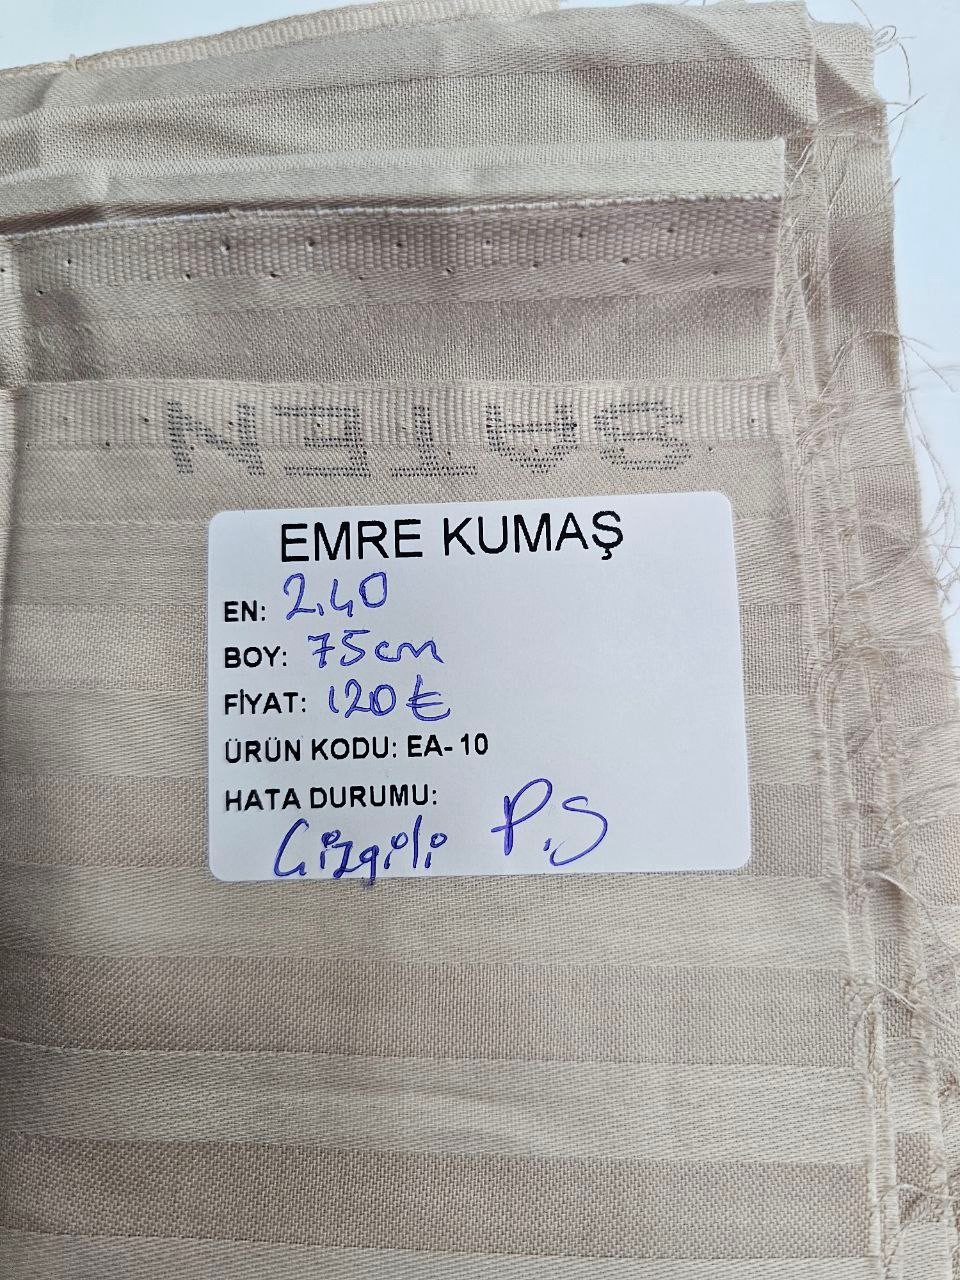 SATEN
EMRE KUMAŞ
EN: 2.40
BOY: 75cm
FİYAT: 120 ₺
ÜRÜN KODU: EA-10
HATA DURUMU:
Çizgili P.S